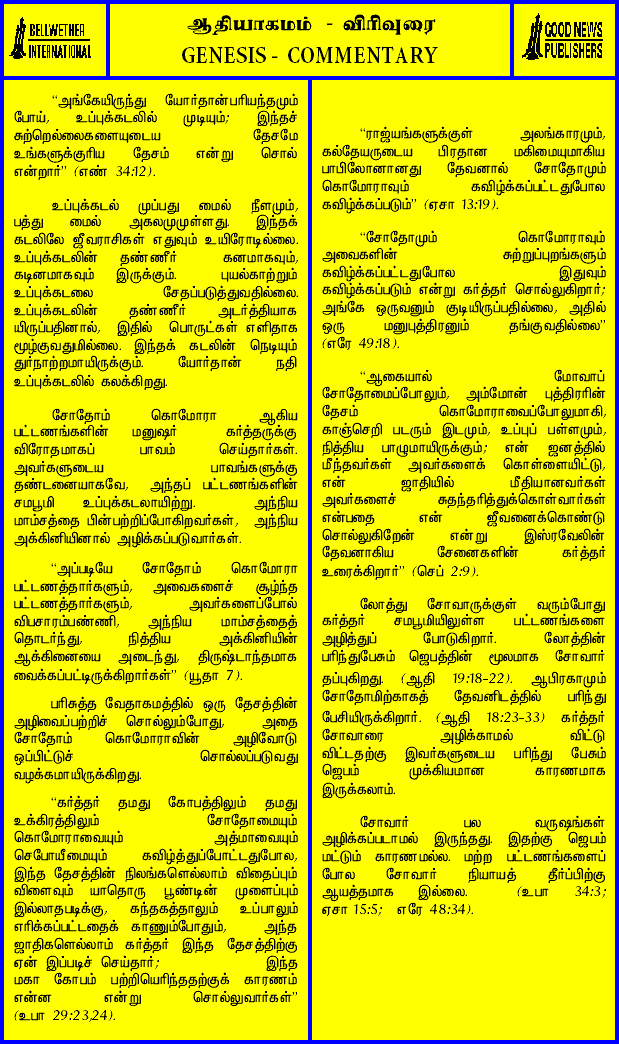 BELLWETHER
INTERNATIONAL
ஆதியாகமம் - விரிவுரை
GENESIS - COMMENTARY
GOOD NEWS
PUBLISHERS
“அங்கேயிருந்து யோர்தான்பரியந்தமும்
போய், உப்புக்கடலில் முடியும்; இந்தச்
சுற்றெல்லைகளையுடைய தேசமே
உங்களுக்குரிய தேசம் என்று சொல்
என்றார்” (எண் 34:12).
உப்புக்கடல் முப்பது மைல் நீளமும்,
பத்து மைல் அகலமுமுள்ளது. இந்தக்
கடலிலே ஜீவராசிகள் எதுவும் உயிரோடில்லை.
உப்புக்கடலின் தண்ணீர் கனமாகவும்,
கடினமாகவும் இருக்கும். புயல்காற்றும்
உப்புக்கடலை சேதப்படுத்துவதில்லை.
உப்புக்கடலின் தண்ணீர் அடர்த்தியாக
யிருப்பதினால், இதில் பொருட்கள் எளிதாக
மூழ்குவதுமில்லை. இந்தக் கடலின் நெடியும்
துர்நாற்றமாயிருக்கும். யோர்தான் நதி
உப்புக்கடலில் கலக்கிறது.
சோதோம் கொமோரா ஆகிய
பட்டணங்களின் மனுஷர் கர்த்தருக்கு
விரோதமாகப் பாவம் செய்தார்கள்.
அவர்களுடைய பாவங்களுக்கு
தண்டனையாகவே, அந்தப் பட்டணங்களின்
சமபூமி உப்புக்கடலாயிற்று. அந்நிய
மாம்சத்தை பின்பற்றிப்போகிறவர்கள், அந்நிய
அக்கினியினால் அழிக்கப்படுவார்கள்.
“அப்படியே சோதோம் கொமோரா
பட்டணத்தார்களும், அவைகளைச் சூழ்ந்த
பட்டணத்தார்களும், அவர்களைப்போல்
விபசாரம்பண்ணி, அந்நிய மாம்சத்தைத்
தொடர்ந்து, நித்திய அக்கினியின்
ஆக்கினையை அடைந்து, திருஷ்டாந்தமாக
வைக்கப்பட்டிருக்கிறார்கள்” (யூதா 7).
பரிசுத்த வேதாகமத்தில் ஒரு தேசத்தின்
அழிவைப்பற்றிச் சொல்லும்போது, அதை
சோதோம் கொமோராவின் அழிவோடு
ஒப்பிட்டுச் சொல்லப்படுவது
வழக்கமாயிருக்கிறது.
“கர்த்தர் தமது கோபத்திலும் தமது
உக்கிரத்திலும் சோதோமையும்
கொமோராவையும் அத்மாவையும்
செபோயீமையும் கவிழ்த்துப்போட்டதுபோல,
இந்த தேசத்தின் நிலங்களெல்லாம் விதைப்பும்
விளைவும் யாதொரு பூண்டின் முளைப்பும்
இல்லாதபடிக்கு, கந்தகத்தாலும் உப்பாலும்
எரிக்கப்பட்டதைக் காணும்போதும், அந்த
ஜாதிகளெல்லாம் கர்த்தர் இந்த தேசத்திற்கு
ஏன் இப்படிச் செய்தார்; இந்த
மகா கோபம் பற்றியெரிந்ததற்குக் காரணம்
என்ன என்று சொல்லுவார்கள்”
(உபா 29:23,24).
“ராஜ்யங்களுக்குள் அலங்காரமும்,
கல்தேயருடைய பிரதான மகிமையுமாகிய
பாபிலோனானது தேவனால் சோதோமும்
கொமோராவும் கவிழ்க்கப்பட்டதுபோல
கவிழ்க்கப்படும்” (ஏசா 13:19).
“சோதோமும் கொமோராவும்
அவைகளின் சுற்றுப்புறங்களும்
கவிழ்க்கப்பட்டதுபோல இதுவும்
கவிழ்க்கப்படும் என்று கர்த்தர் சொல்லுகிறார்;
அங்கே ஒருவனும் குடியிருப்பதில்லை, அதில்
ஒரு மனுபுத்திரனும் தங்குவதில்லை”
(எரே 49:18).
“ஆகையால் மோவாப்
சோதோமைப்போலும், அம்மோன் புத்திரரின்
தேசம் கொமோராவைப்போலுமாகி,
காஞ்செறி படரும் இடமும், உப்புப் பள்ளமும்,
நித்திய பாழுமாயிருக்கும்; என் ஜனத்தில்
மீந்தவர்கள் அவர்களைக் கொள்ளையிட்டு,
என் ஜாதியில் மீதியானவர்கள்
அவர்களைச் சுதந்தரித்துக்கொள்வார்கள்
என்பதை என் ஜீவனைக்கொண்டு
சொல்லுகிறேன் என்று இஸ்ரவேலின்
தேவனாகிய சேனைகளின் கர்த்தர்
உரைக்கிறார்” (செப் 2:9).
லோத்து சோவாருக்குள் வரும்போது
கர்த்தர் சமபூமியிலுள்ள பட்டணங்களை
அழித்துப் போடுகிறார். லோத்தின்
பரிந்துபேசும் ஜெபத்தின் மூலமாக சோவார்
தப்புகிறது. (ஆதி 19:18-22). ஆபிரகாமும்
சோதோமிற்காகத் தேவனிடத்தில் பரிந்து
பேசியிருக்கிறார். (ஆதி 18:23-33) கர்த்தர்
சோவாரை அழிக்காமல் விட்டு
விட்டதற்கு இவர்களுடைய பரிந்து பேசும்
ஜெபம் முக்கியமான காரணமாக
இருக்கலாம்.
சோவார் பல வருஷங்கள்
அழிக்கப்படாமல் இருந்தது. இதற்கு ஜெபம்
மட்டும் காரணமல்ல. மற்ற பட்டணங்களைப்
போல சோவார் நியாயத் தீர்ப்பிற்கு
ஆயத்தமாக இல்லை. (உபா 34:3;
ஏசா 15:5; எரே 48:34).